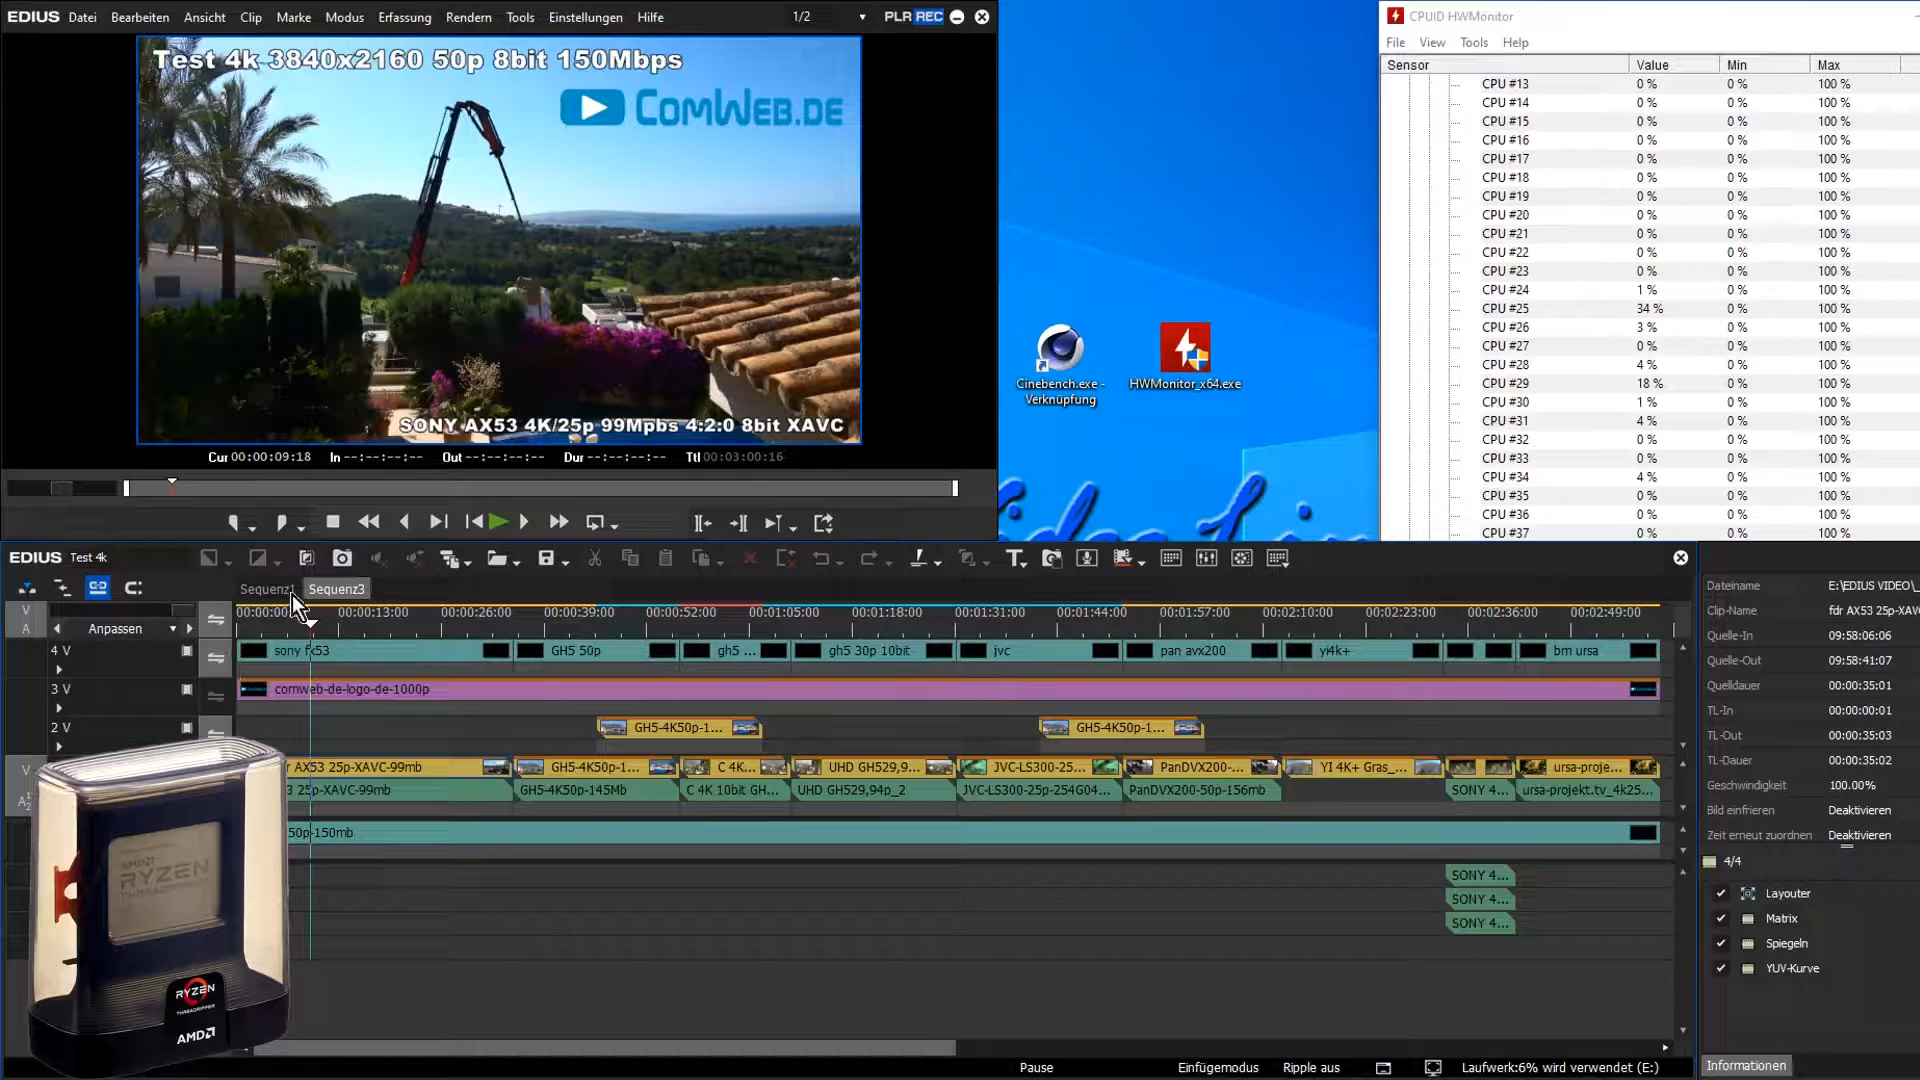 EDIUS Datei Bearbeiten Ansicht Clip Marke Modus Erfassung Rendern Tools Einstellungen Hilfe 1/2 PLR REC
Test 4k 3840x2160 50p 8bit 150Mbps
COMWEB.DE
SONY AX53 4K/25p 99Mpbs 4:2:0 8bit XAVC
Cur 00:00:09:18 In --:--:--:-- Out --:--:--:-- Dur --:--:--:-- Ttl 00:03:00:16
Cinebench.exe -
Verknüpfung
HWMonitor_x64.exe
CPUID HWMonitor
File View Tools Help
Sensor Value Min Max
CPU #13 0 % 0 % 100 %
CPU #14 0 % 0 % 100 %
CPU #15 0 % 0 % 100 %
CPU #16 0 % 0 % 100 %
CPU #17 0 % 0 % 100 %
CPU #18 0 % 0 % 100 %
CPU #19 0 % 0 % 100 %
CPU #20 0 % 0 % 100 %
CPU #21 0 % 0 % 100 %
CPU #22 0 % 0 % 100 %
CPU #23 0 % 0 % 100 %
CPU #24 1 % 0 % 100 %
CPU #25 34 % 0 % 100 %
CPU #26 3 % 0 % 100 %
CPU #27 0 % 0 % 100 %
CPU #28 4 % 0 % 100 %
CPU #29 18 % 0 % 100 %
CPU #30 1 % 0 % 100 %
CPU #31 4 % 0 % 100 %
CPU #32 0 % 0 % 100 %
CPU #33 0 % 0 % 100 %
CPU #34 4 % 0 % 100 %
CPU #35 0 % 0 % 100 %
CPU #36 0 % 0 % 100 %
CPU #37 0 % 0 % 100 %
EDIUS Test 4k
Sequenz1 Sequenz3
00:00:13:00 00:00:26:00 00:00:39:00 00:00:52:00 00:01:05:00 00:01:18:00 00:01:31:00 00:01:44:00 00:01:57:00 00:02:10:00 00:02:23:00 00:02:36:00 00:02:49:00
V
A
Anpassen
4 V sony GH5 50p gh5 ... gh5 30p 10bit jvc pan avx200 yi4k+ bm ursa
3 V comweb-de-logo-de-1000p
2 V GH5-4K50p-1... GH5-4K50p-1...
AX53 25p-XAVC-99mb GH5-4K50p-1... C 4K... UHD GH529,9... JVC-LS300-25... PanDVX200-... YI 4K+ Gras_... ursa-proje...
25p-XAVC-99mb GH5-4K50p-145Mb C 4K 10bit GH... UHD GH529,94p_2 JVC-LS300-25p-254G04... PanDVX200-50p-156mb SONY 4... ursa-projekt.tv_4k25...
50p-150mb
SONY 4...
SONY 4...
SONY 4...
AMD
RYZEN
THREADRIPPER
RYZEN
THREADRIPPER
AMD
Dateiname E:\EDIUS VIDEO\
Clip-Name fdr AX53 25p-XAV
Quelle-In 09:58:06:06
Quelle-Out 09:58:41:07
Quelldauer 00:00:35:01
TL-In 00:00:00:01
TL-Out 00:00:35:03
TL-Dauer 00:00:35:02
Geschwindigkeit 100.00%
Bild einfrieren Deaktivieren
Zeit erneut zuordnen Deaktivieren
4/4
Layouter
Matrix
Spiegeln
YUV-Kurve
Informationen
Pause Einfügemodus Ripple aus Laufwerk:6% wird verwendet (E:)